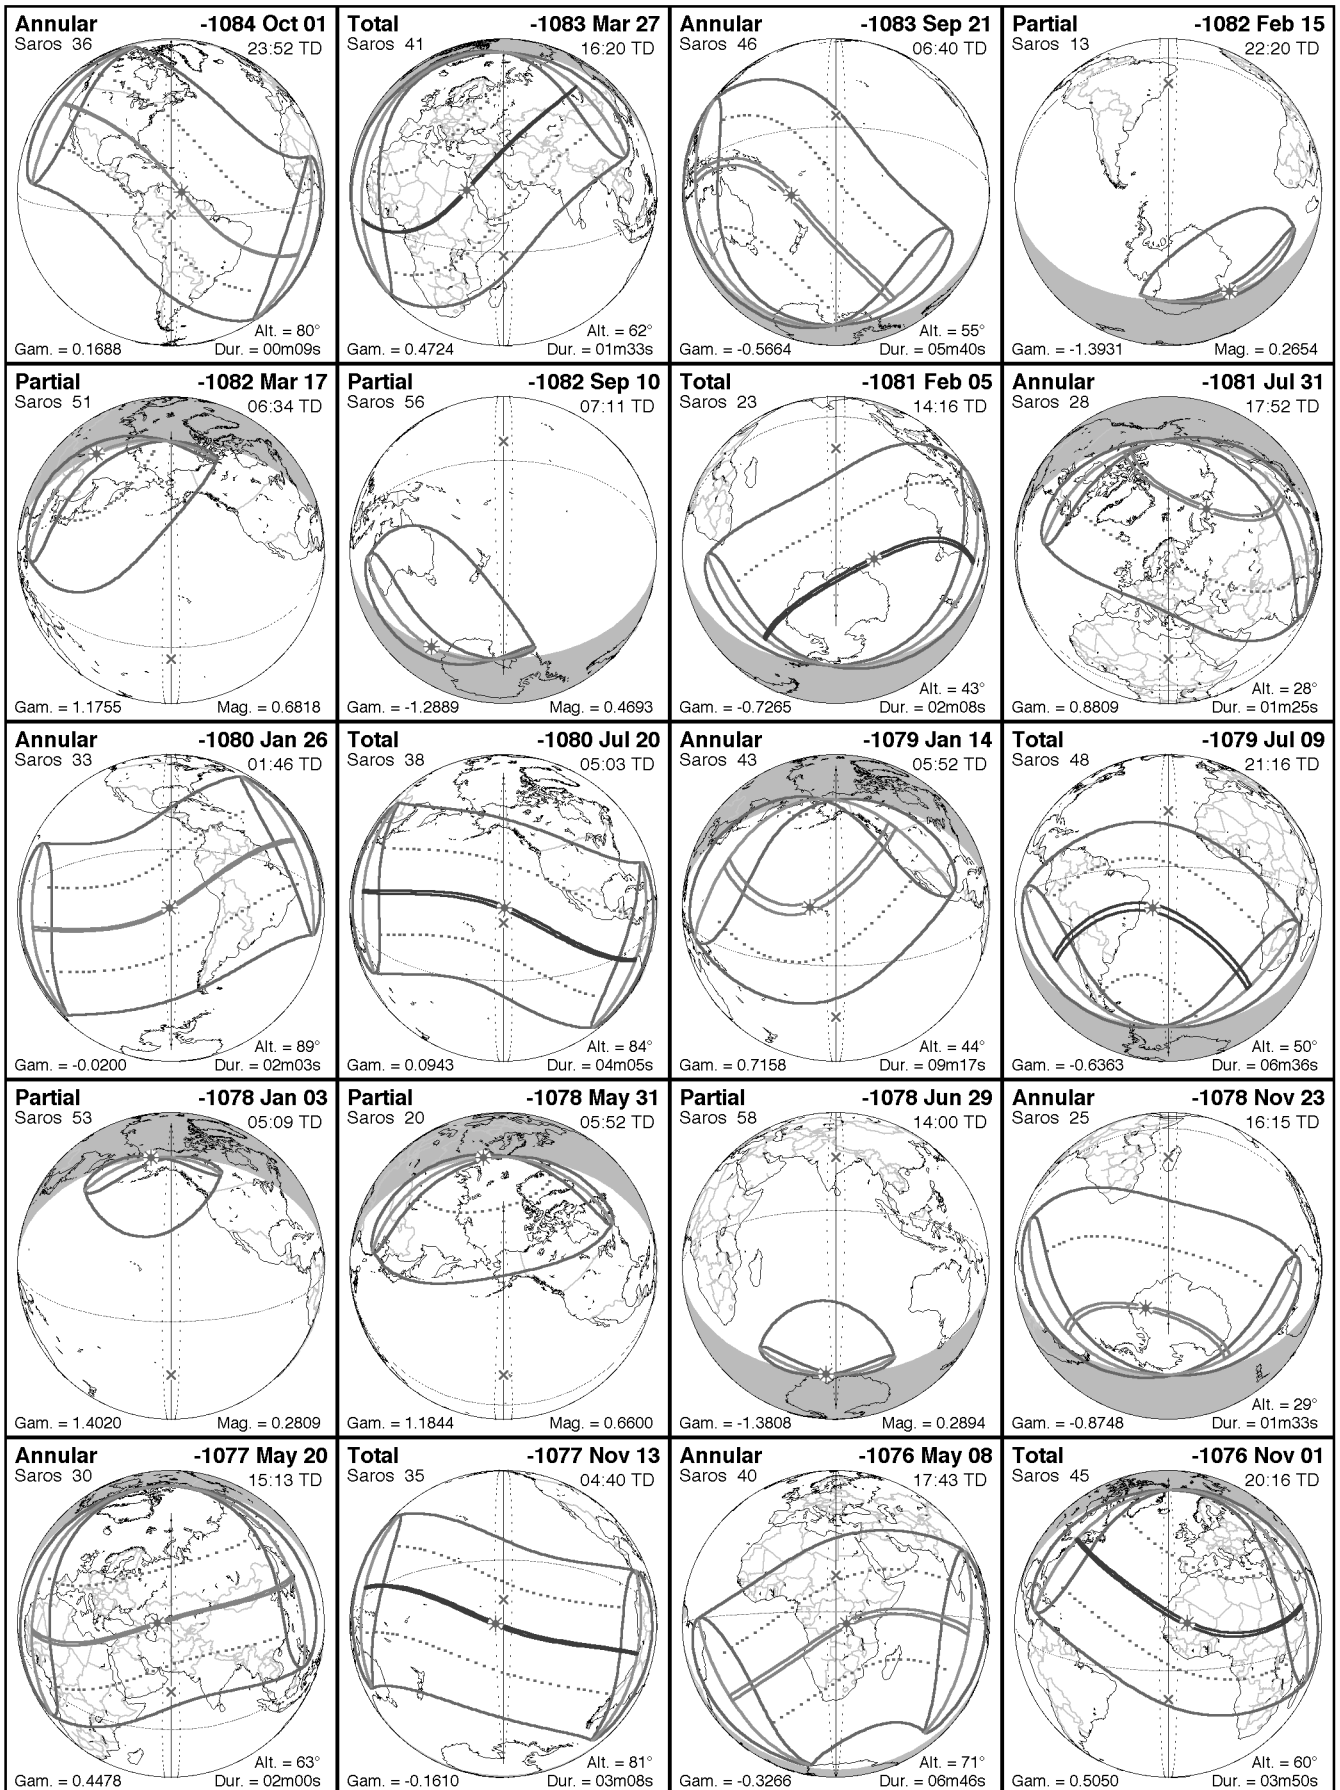 Annular -1084 Oct 01
Saros 36 23:52 TD
Alt. = 80°
Gam. = 0.1688 Dur. = 00m09s
Total -1083 Mar 27
Saros 41 16:20 TD
Alt. = 62°
Gam. = 0.4724 Dur. = 01m33s
Annular -1083 Sep 21
Saros 46 06:40 TD
Alt. = 55°
Gam. = -0.5664 Dur. = 05m40s
Partial -1082 Feb 15
Saros 13 22:20 TD
Gam. = -1.3931 Mag. = 0.2654
Partial -1082 Mar 17
Saros 51 06:34 TD
Gam. = 1.1755 Mag. = 0.6818
Partial -1082 Sep 10
Saros 56 07:11 TD
Gam. = -1.2889 Mag. = 0.4693
Total -1081 Feb 05
Saros 23 14:16 TD
Alt. = 43°
Gam. = -0.7265 Dur. = 02m08s
Annular -1081 Jul 31
Saros 28 17:52 TD
Alt. = 28°
Gam. = 0.8809 Dur. = 01m25s
Annular -1080 Jan 26
Saros 33 01:46 TD
Alt. = 89°
Gam. = -0.0200 Dur. = 02m03s
Total -1080 Jul 20
Saros 38 05:03 TD
Alt. = 84°
Gam. = 0.0943 Dur. = 04m05s
Annular -1079 Jan 14
Saros 43 05:52 TD
Alt. = 44°
Gam. = 0.7158 Dur. = 09m17s
Total -1079 Jul 09
Saros 48 21:16 TD
Alt. = 50°
Gam. = -0.6363 Dur. = 06m36s
Partial -1078 Jan 03
Saros 53 05:09 TD
Gam. = 1.4020 Mag. = 0.2809
Partial -1078 May 31
Saros 20 05:52 TD
Gam. = 1.1844 Mag. = 0.6600
Partial -1078 Jun 29
Saros 58 14:00 TD
Gam. = -1.3808 Mag. = 0.2894
Annular -1078 Nov 23
Saros 25 16:15 TD
Alt. = 29°
Gam. = -0.8748 Dur. = 01m33s
Annular -1077 May 20
Saros 30 15:13 TD
Alt. = 63°
Gam. = 0.4478 Dur. = 02m00s
Total -1077 Nov 13
Saros 35 04:40 TD
Alt. = 81°
Gam. = -0.1610 Dur. = 03m08s
Annular -1076 May 08
Saros 40 17:43 TD
Alt. = 71°
Gam. = -0.3266 Dur. = 06m46s
Total -1076 Nov 01
Saros 45 20:16 TD
Alt. = 60°
Gam. = 0.5050 Dur. = 03m50s